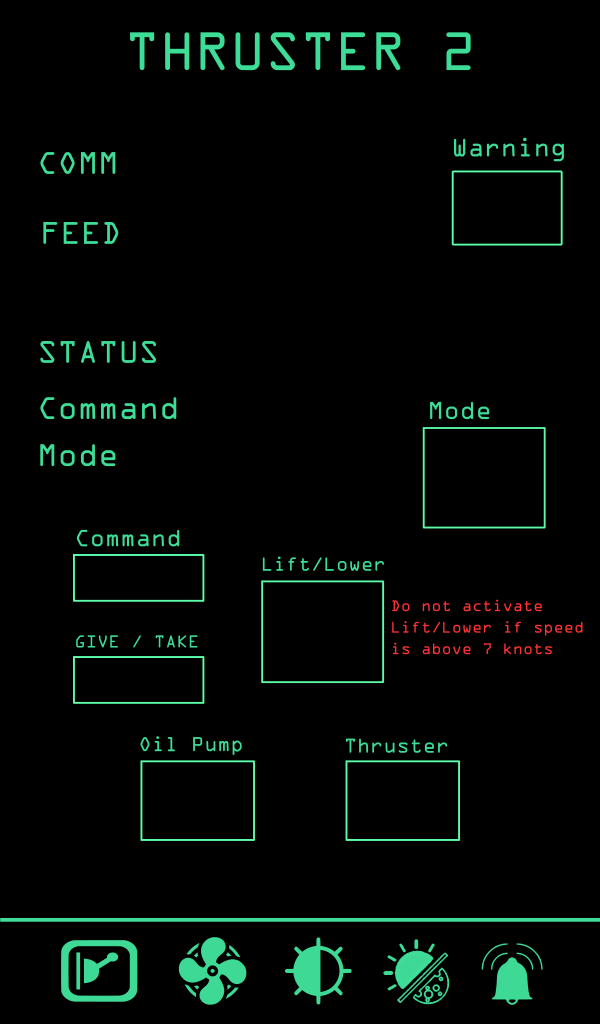 THRUSTER 2
COMM
Warning
FEED
STATUS
Command
Mode
Mode
Command
Lift/Lower
Do not activate
Lift/Lower if speed
is above 7 knots
GIVE / TAKE
Oil Pump
Thruster